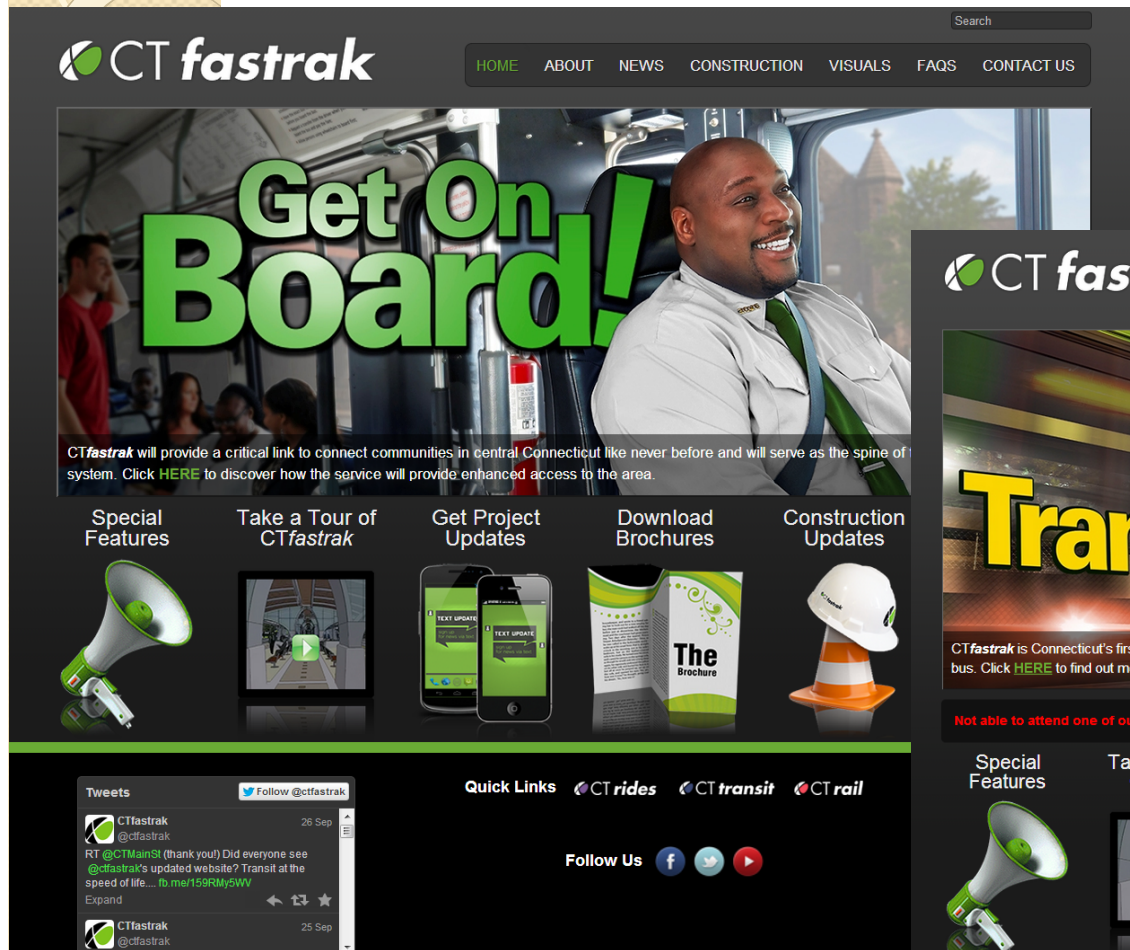 Search
CT fastrak
HOME ABOUT NEWS CONSTRUCTION VISUALS FAQS CONTACT US
Get On
Board!
CTfastrak will provide a critical link to connect communities in central Connecticut like never before and will serve as the spine of
system. Click HERE to discover how the service will provide enhanced access to the area.
Special
Features
Take a Tour of
CTfastrak
Get Project
Updates
Download
Brochures
Construction
Updates
TEXT UPDATE
TEXT UPDATE
The
Brochure
Tweets
Follow @ctfastrak
CTfastrak 26 Sep
@ctfastrak
RT @CTMainSt (thank you!) Did everyone see
@ctfastrak's updated website? Transit at the
speed of life.... fb.me/159RMy5WV
Expand
CTfastrak 25 Sep
@ctfastrak
Quick Links CTrides CTtransit CTrail
Follow Us
CT fas
Tran
CTfastrak is Connecticut's firs
bus. Click HERE to find out m
Not able to attend one of ou
Special
Features
Ta